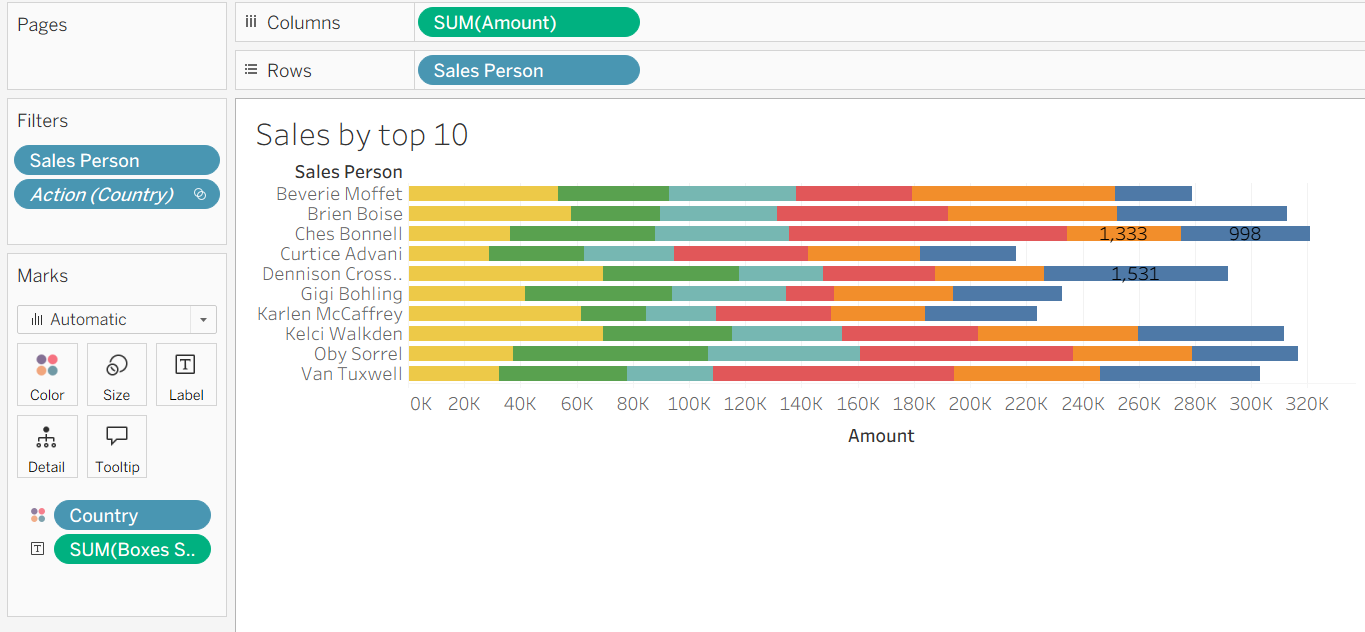 Pages
Columns
SUM(Amount)
Rows
Sales Person
Filters
Sales Person
Action (Country)
Marks
Automatic
Color
Size
T
Label
Detail
Tooltip
Country
T
SUM(Boxes S..
Sales by top 10
Sales Person
Beverie Moffet
Brien Boise
Ches Bonnell 1,333 998
Curtice Advani
Dennison Cross.. 1,531
Gigi Bohling
Karlen McCaffrey
Kelci Walkden
Oby Sorrel
Van Tuxwell
0K 20K 40K 60K 80K 100K 120K 140K 160K 180K 200K 220K 240K 260K 280K 300K 320K
Amount